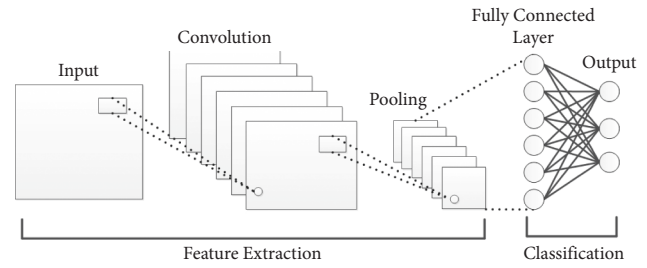 Fully Connected
Layer
Convolution
Output
Input
Pooling
Feature Extraction
Classification